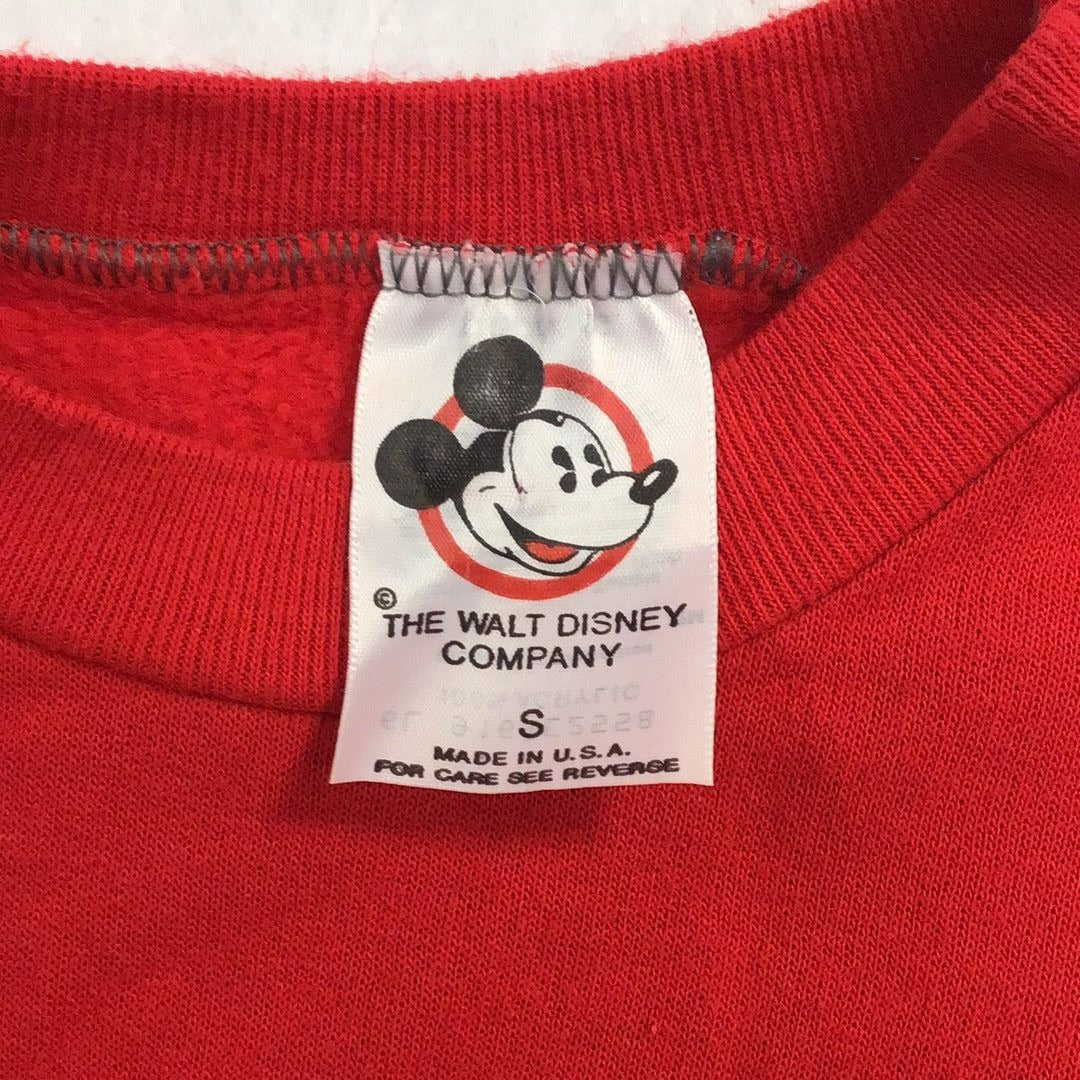 ©
THE WALT DISNEY
COMPANY
S
MADE IN U.S.A.
FOR CARE SEE REVERSE